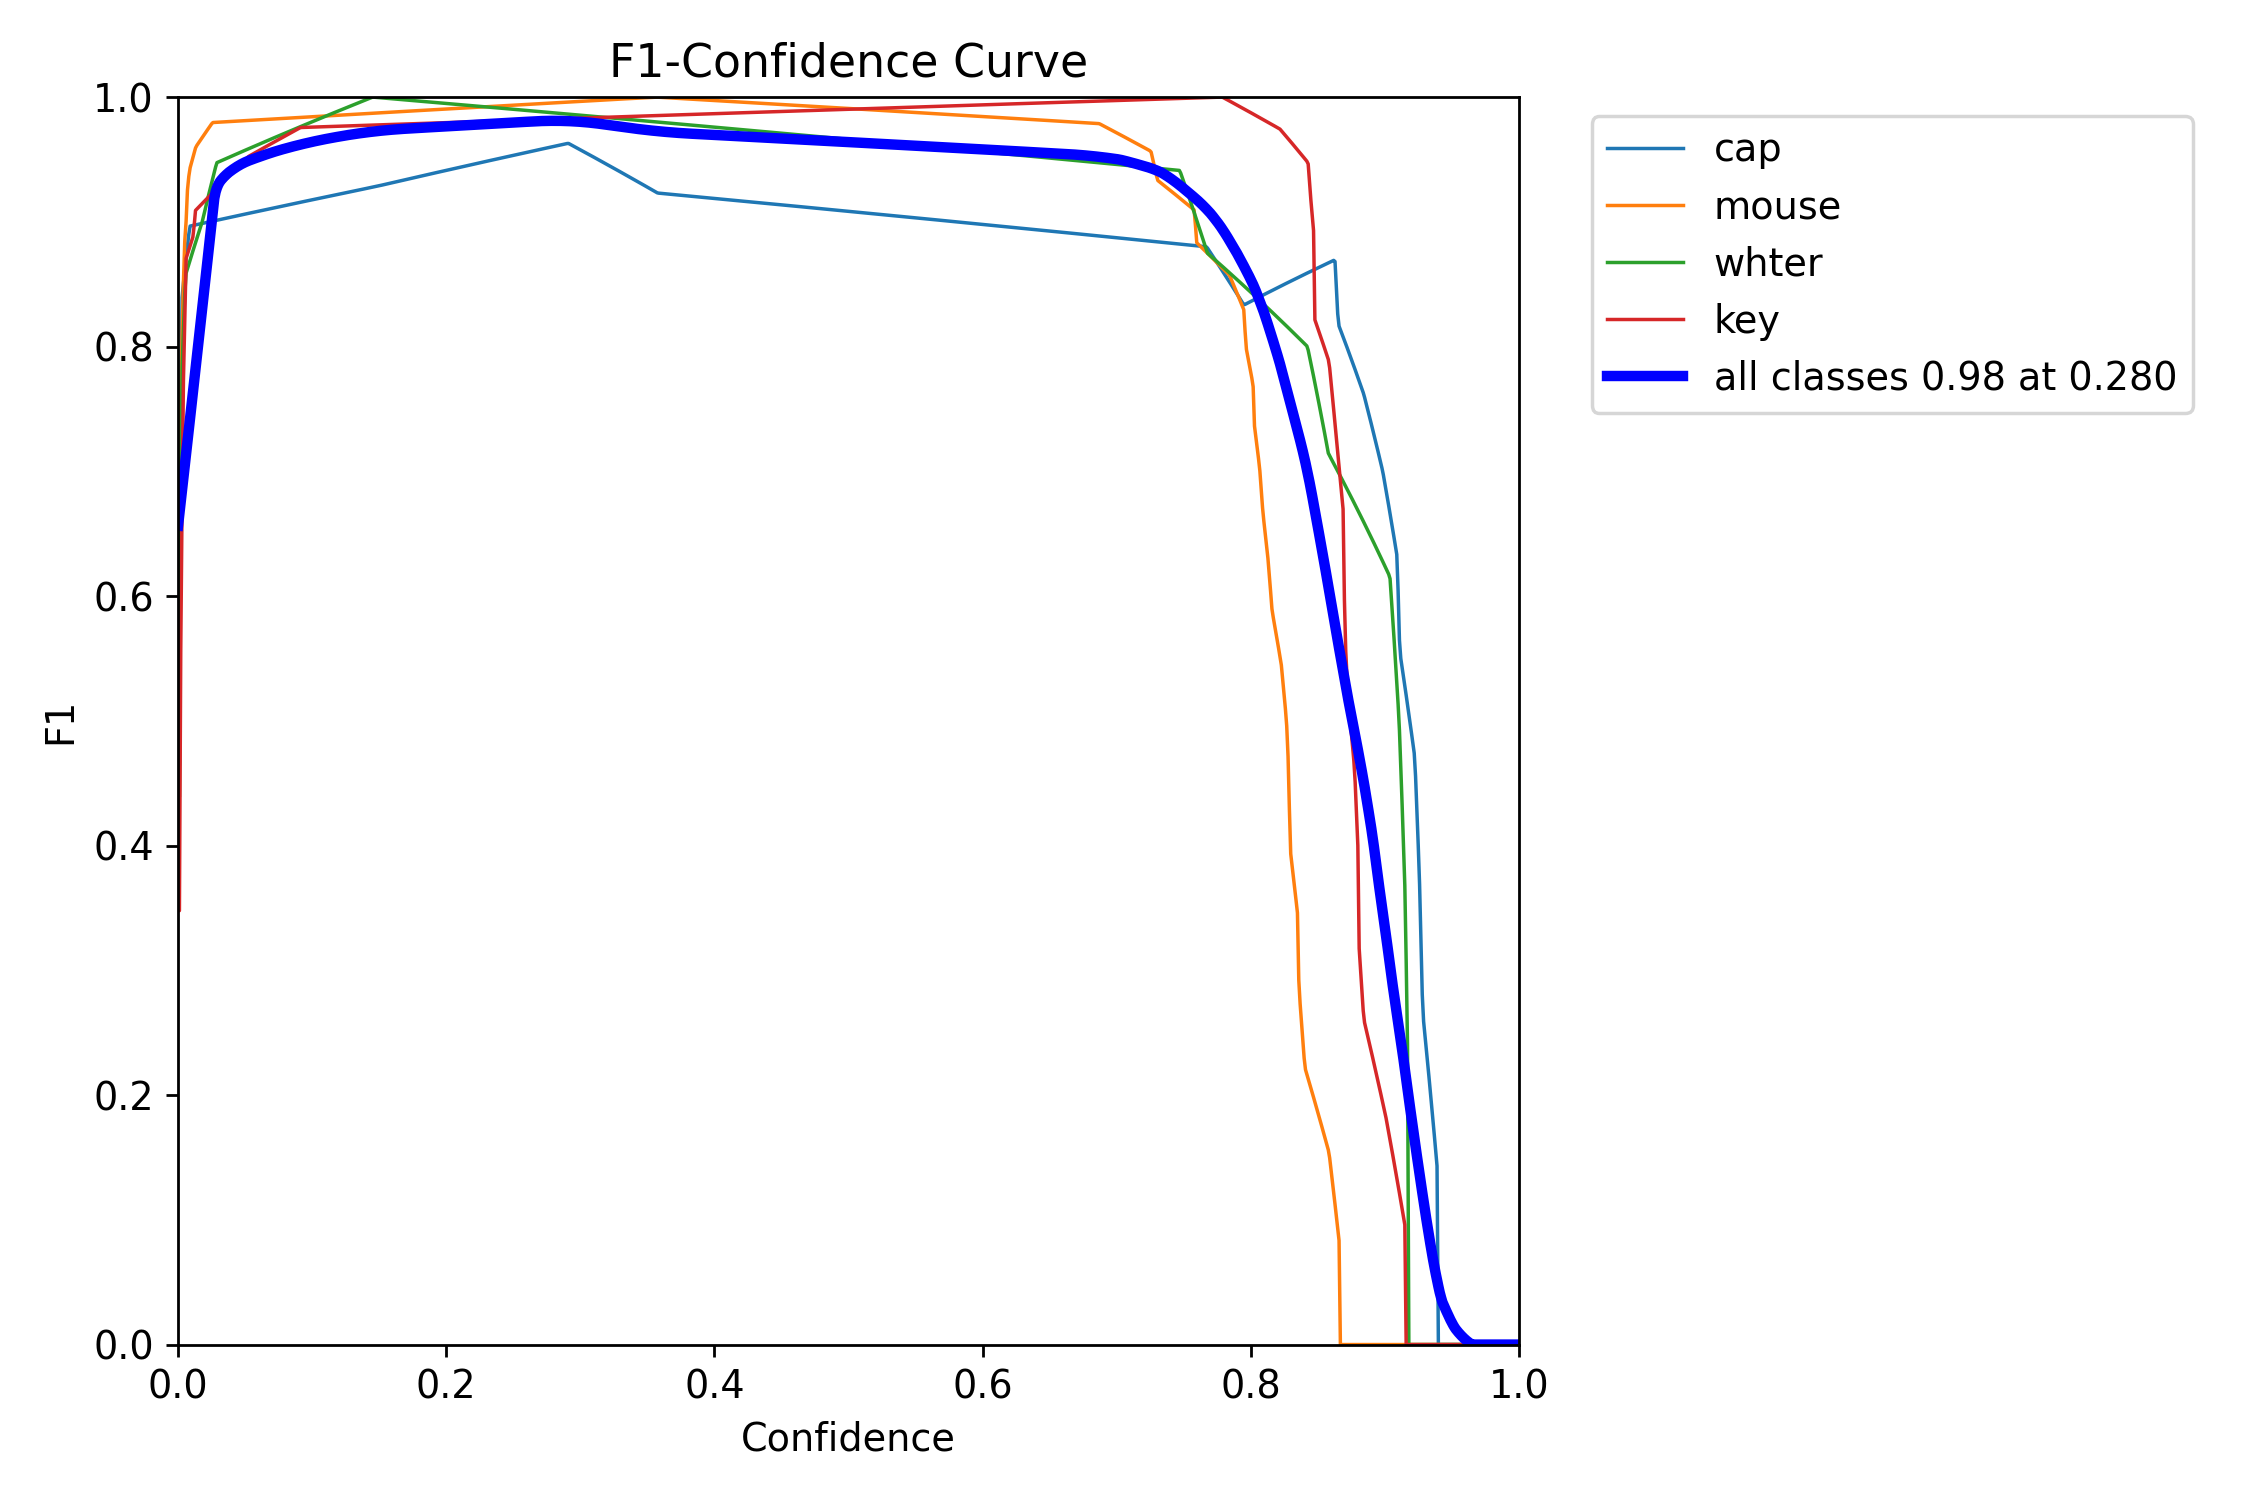 F1-Confidence Curve
1.0
0.8
0.6
0.4
0.2
0.0
F1
0.0 0.2 0.4 0.6 0.8 1.0
Confidence
cap
mouse
whter
key
all classes 0.98 at 0.280